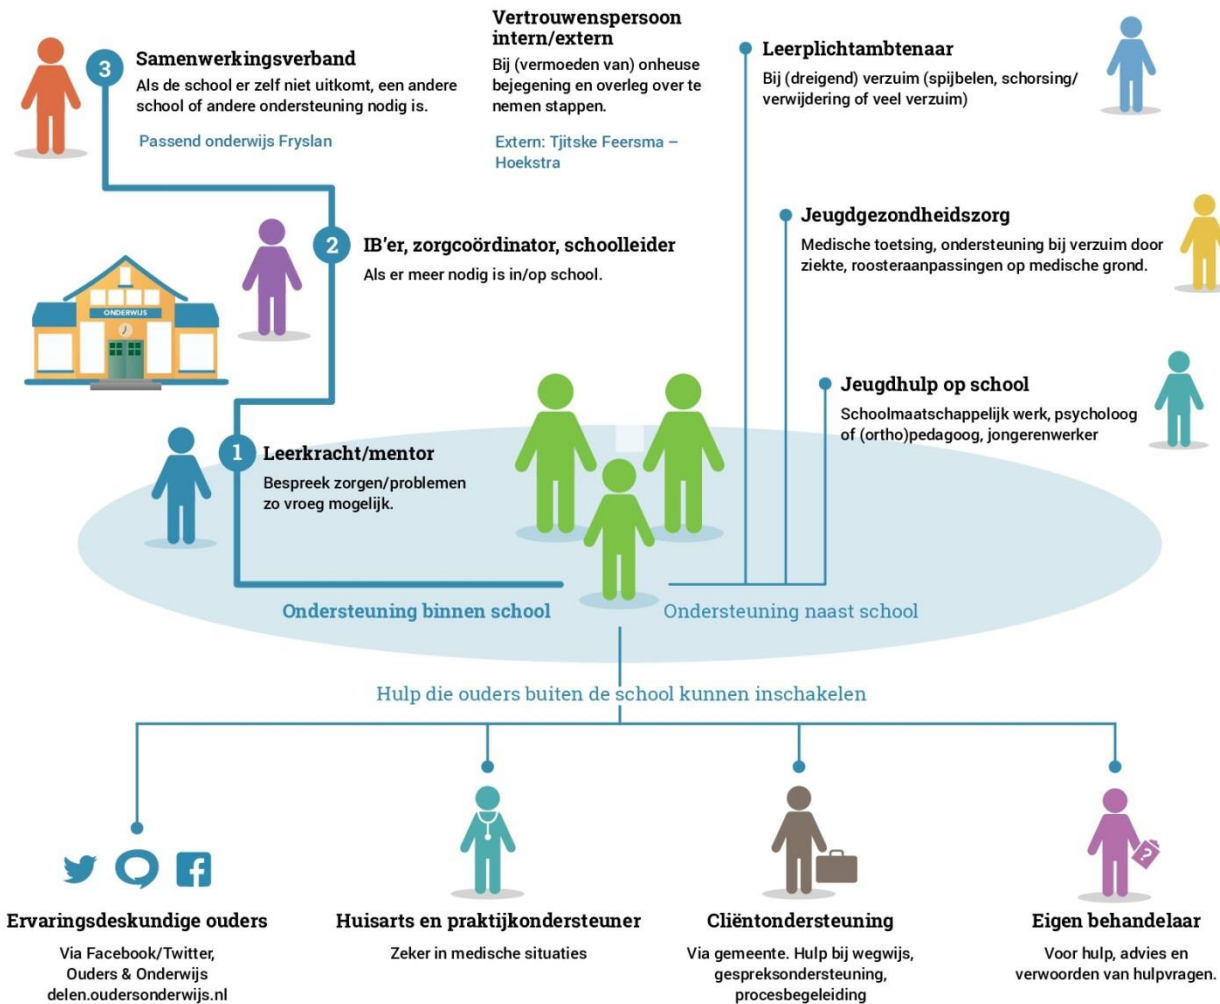 3
Samenwerkingsverband
Als de school er zelf niet uitkomt, een andere
school of andere ondersteuning nodig is.
Passend onderwijs Fryslan
Vertrouwenspersoon
intern/extern
Bij (vermoeden van) onheuse
bejegening en overleg over te
nemen stappen.
Extern: Tjitske Feersma –
Hoekstra
Leerplichtambtenaar
Bij (dreigend) verzuim (spijbelen, schorsing/
verwijdering of veel verzuim)
2
IB'er, zorgcoördinator, schoolleider
Als er meer nodig is in/op school.
Jeugdgezondheidszorg
Medische toetsing, ondersteuning bij verzuim door
ziekte, roosteraanpassingen op medische grond.
ONDERWIJS
Jeugdhulp op school
Schoolmaatschappelijk werk, psycholoog
of (ortho)pedagoog, jongerenwerker
1
Leerkracht/mentor
Bespreek zorgen/problemen
zo vroeg mogelijk.
Ondersteuning binnen school
Ondersteuning naast school
Hulp die ouders buiten de school kunnen inschakelen
Ervaringsdeskundige ouders
Via Facebook/Twitter,
Ouders & Onderwijs
delen.oudersonderwijs.nl
Huisarts en praktijkondersteuner
Zeker in medische situaties
Cliëntondersteuning
Via gemeente. Hulp bij wegwijs,
gespreksondersteuning,
procesbegeleiding
?
Eigen behandelaar
Voor hulp, advies en
verwoorden van hulpvragen.